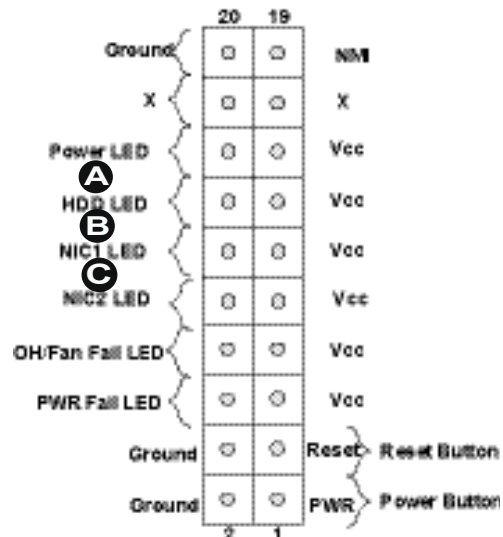 20 19
Ground NMI
X X
Power LED Vcc
A
HDD LED Vcc
B
NIC1 LED Vcc
C
NIC2 LED Vcc
OH/Fan Fail LED Vcc
PWR Fail LED Vcc
Ground Reset Reset Button
Ground PWR Power Button
2 1